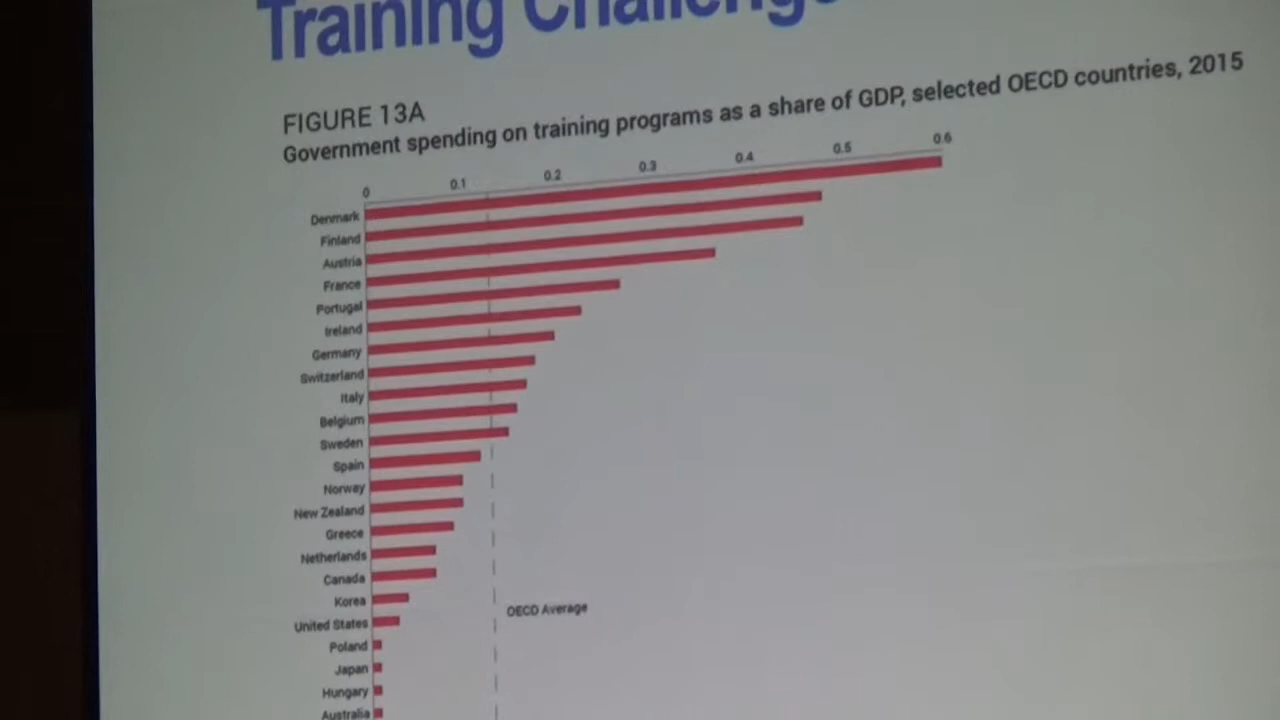 Training Challenge
FIGURE 13A
Government spending on training programs as a share of GDP, selected OECD countries, 2015
0 0.1 0.2 0.3 0.4 0.5 0.6
Denmark
Finland
Austria
France
Portugal
Ireland
Germany
Switzerland
Italy
Belgium
Sweden
Spain
Norway
New Zealand
Greece
Netherlands
Canada
Korea
OECD Average
United States
Poland
Japan
Hungary
Australia